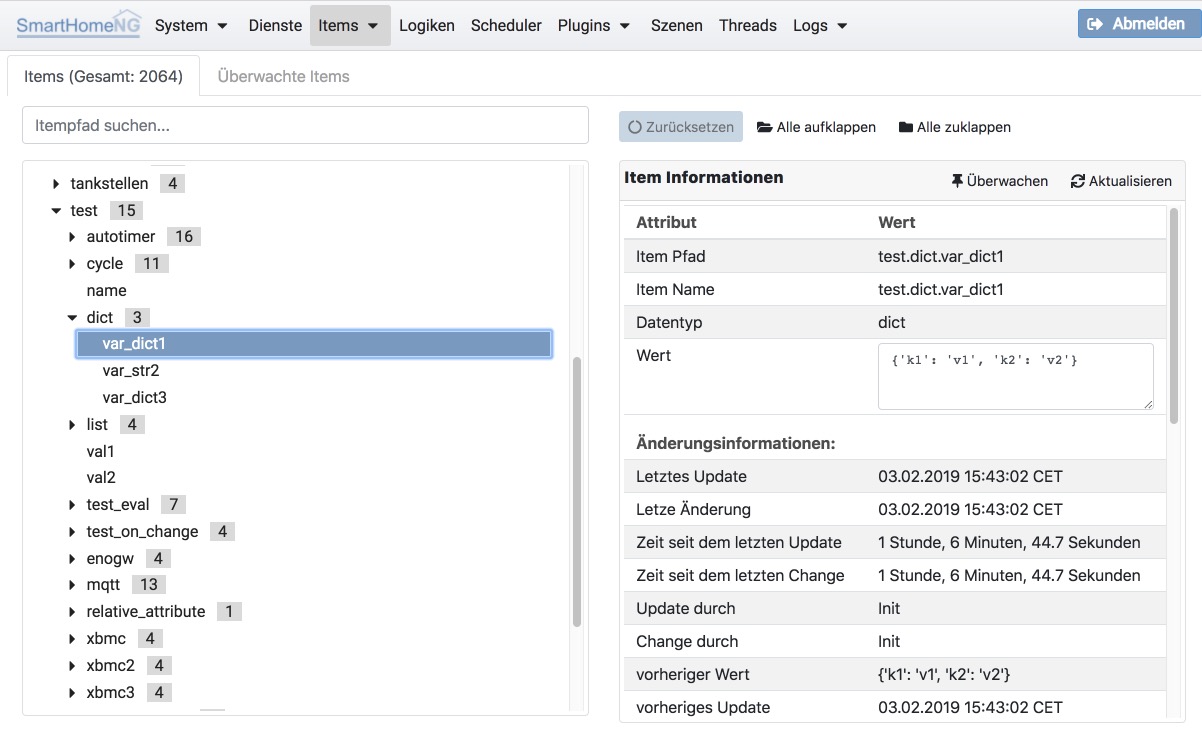 SmartHomeNG System Dienste Items Logiken Scheduler Plugins Szenen Threads Logs Abmelden
Items (Gesamt: 2064) Überwachte Items
Itempfad suchen...
Zurücksetzen Alle aufklappen Alle zuklappen
tankstellen 4
test 15
autotimer 16
cycle 11
name
dict 3
var_dict1
var_str2
var_dict3
list 4
val1
val2
test_eval 7
test_on_change 4
enogw 4
mqtt 13
relative_attribute 1
xbmc 4
xbmc2 4
xbmc3 4
Item Informationen Überwachen Aktualisieren
Attribut Wert
Item Pfad test.dict.var_dict1
Item Name test.dict.var_dict1
Datentyp dict
Wert {'k1': 'v1', 'k2': 'v2'}
Änderungsinformationen:
Letztes Update 03.02.2019 15:43:02 CET
Letze Änderung 03.02.2019 15:43:02 CET
Zeit seit dem letzten Update 1 Stunde, 6 Minuten, 44.7 Sekunden
Zeit seit dem letzten Change 1 Stunde, 6 Minuten, 44.7 Sekunden
Update durch Init
Change durch Init
vorheriger Wert {'k1': 'v1', 'k2': 'v2'}
vorheriges Update 03.02.2019 15:43:02 CET